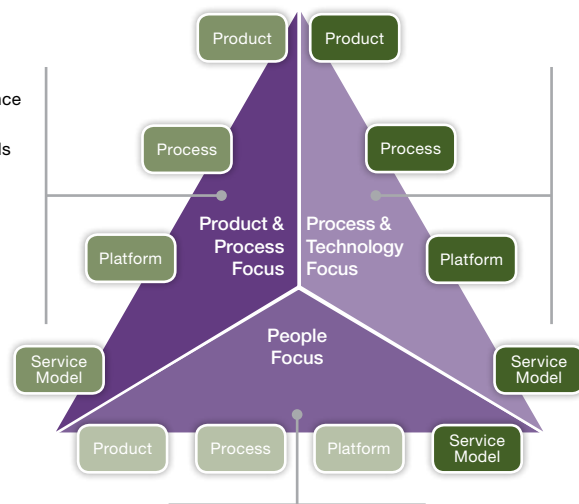 Product
Product
Process
Process
Product &
Process
Focus
Process &
Technology
Focus
Platform
Platform
People
Focus
Service
Model
Service
Model
Product
Process
Platform
Service
Model